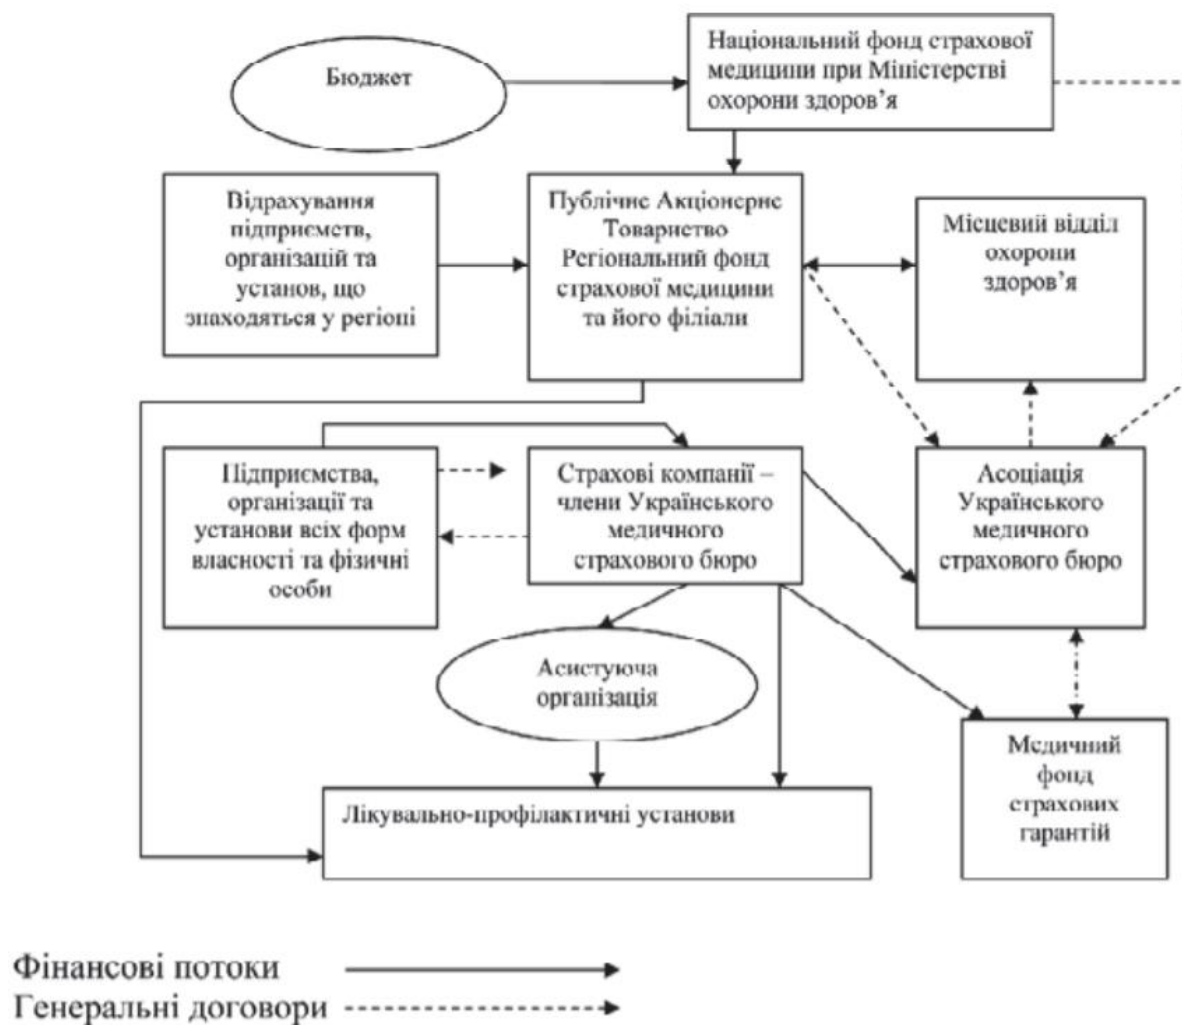 Бюджет
Національний фонд страхової
медицини при Міністерстві
охорони здоров’я
Відрахування
підприємств,
організацій та
установ, що
знаходяться у регіоні
Публічне Акціонерне
Товариство
Регіональний фонд
страхової медицини
та його філіали
Місцевий відділ
охорони
здоров’я
Підприємства,
організації та
установи всіх форм
власності та фізичні
особи
Страхові компанії –
члени Українського
медичного
страхового бюро
Асоціація
Українського
медичного
страхового бюро
Асистуюча
організація
Медичний
фонд
страхових
гарантій
Лікувально-профілактичні установи
Фінансові потоки
Генеральні договори